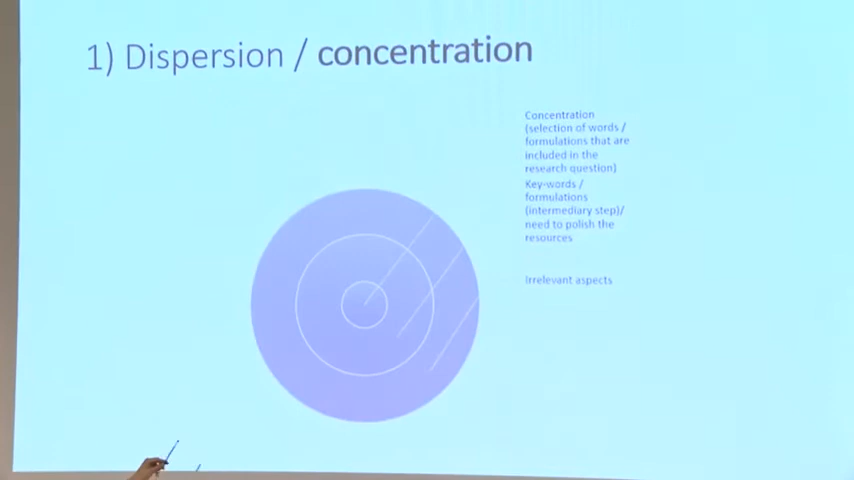 1) Dispersion / concentration
Concentration
(selection of words /
formulations that are
included in the
research question)
Key-words /
formulations
(intermediary step)/
need to polish the
resources
Irrelevant aspects